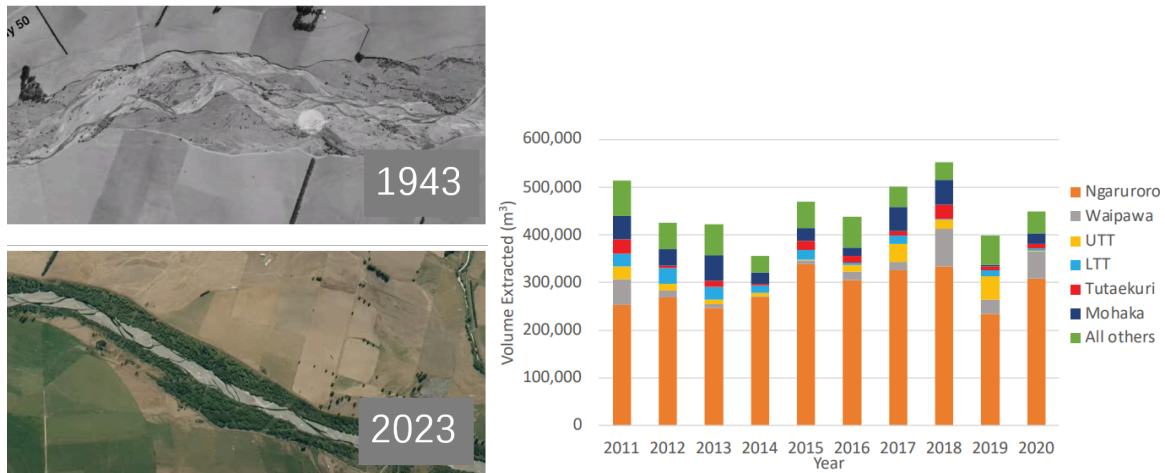 y 50
1943
2023
600,000
500,000
400,000
300,000
200,000
100,000
0
Volume Extracted (m³)
2011 2012 2013 2014 2015 2016 2017 2018 2019 2020
Year
Ngaruroro
Waipawa
UTT
LTT
Tutaekuri
Mohaka
All others